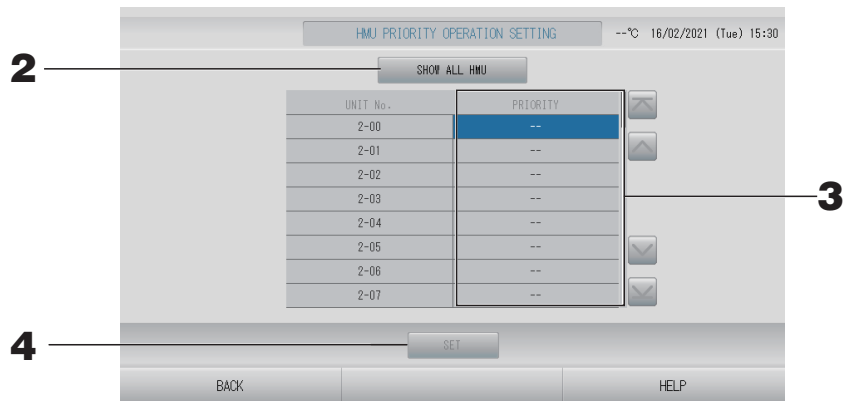 HMU PRIORITY OPERATION SETTING --℃ 16/02/2021 (Tue) 15:30
2
SHOW ALL HMU
UNIT No. PRIORITY
2-00 --
2-01 --
2-02 --
2-03 --
3
2-04 --
2-05 --
2-06 --
2-07 --
4
SET
BACK HELP